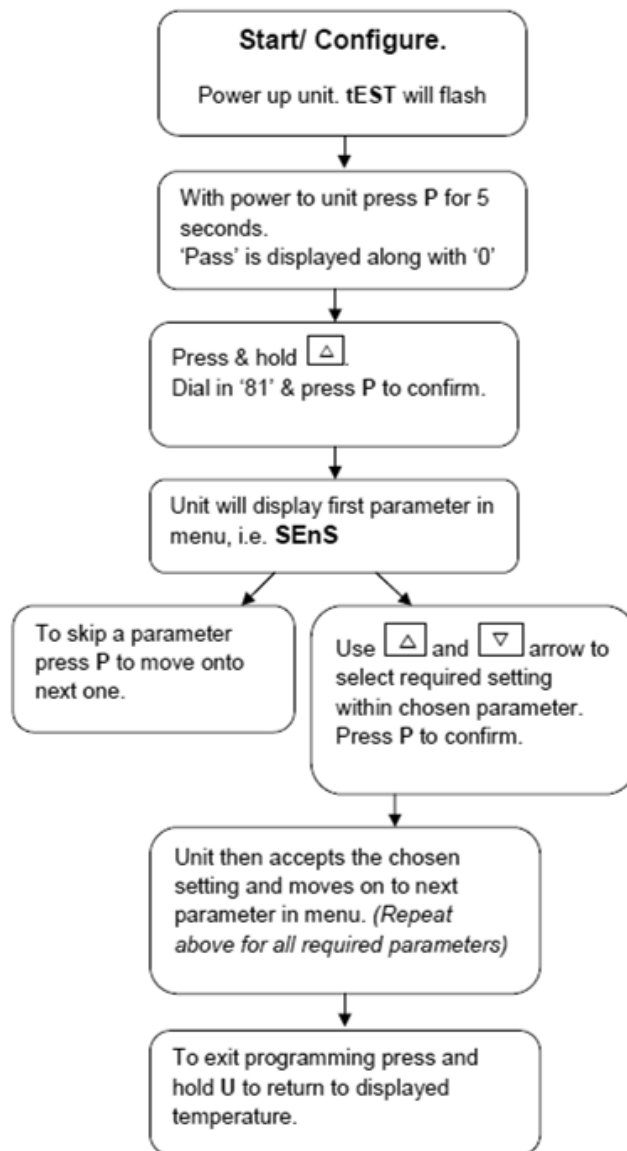 Start/ Configure.
Power up unit. tEST will flash
With power to unit press P for 5
seconds.
'Pass' is displayed along with '0'
Press & hold △.
Dial in '81' & press P to confirm.
Unit will display first parameter in
menu, i.e. SEnS
To skip a parameter
press P to move onto
next one.
Use △ and ▽ arrow to
select required setting
within chosen parameter.
Press P to confirm.
Unit then accepts the chosen
setting and moves on to next
parameter in menu. (Repeat
above for all required parameters)
To exit programming press and
hold U to return to displayed
temperature.